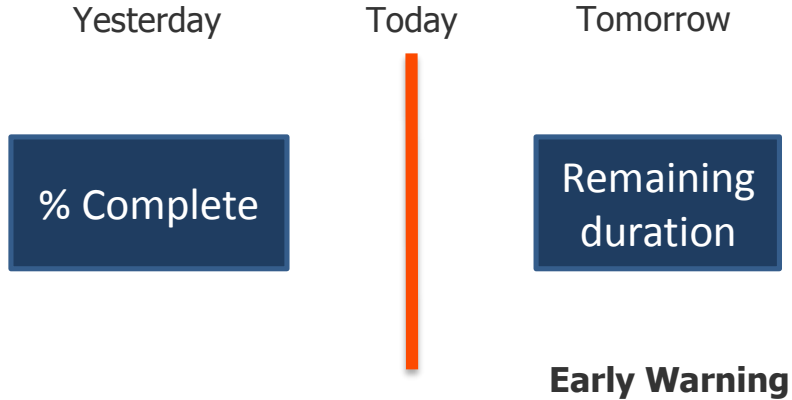 Yesterday
Today
Tomorrow
% Complete
Remaining
duration
Early Warning